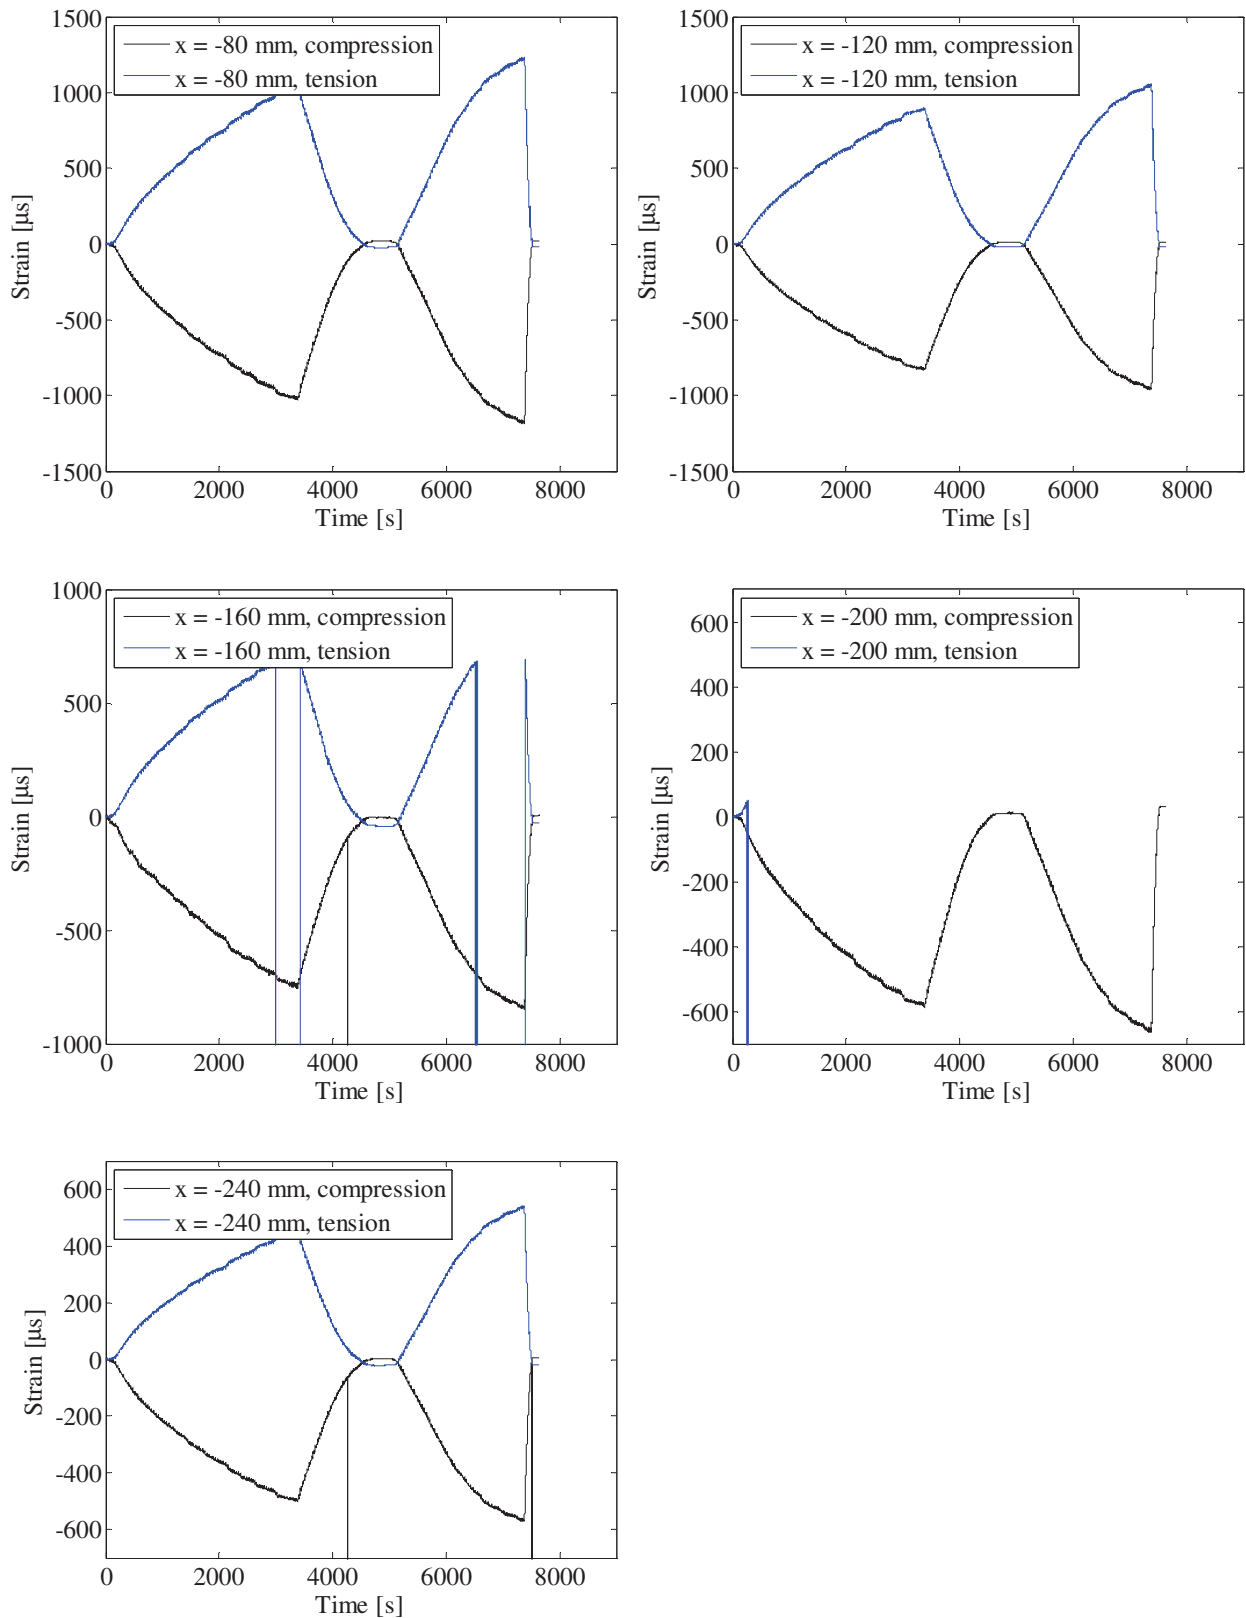 x = -80 mm, compression
x = -80 mm, tension
1500
1000
500
0
-500
-1000
-1500
Strain [µs]
0 2000 4000 6000 8000
Time [s]
x = -120 mm, compression
x = -120 mm, tension
1500
1000
500
0
-500
-1000
-1500
Strain [µs]
0 2000 4000 6000 8000
Time [s]
x = -160 mm, compression
x = -160 mm, tension
1000
500
0
-500
-1000
Strain [µs]
0 2000 4000 6000 8000
Time [s]
x = -200 mm, compression
x = -200 mm, tension
600
400
200
0
-200
-400
-600
Strain [µs]
0 2000 4000 6000 8000
Time [s]
x = -240 mm, compression
x = -240 mm, tension
600
400
200
0
-200
-400
-600
Strain [µs]
0 2000 4000 6000 8000
Time [s]